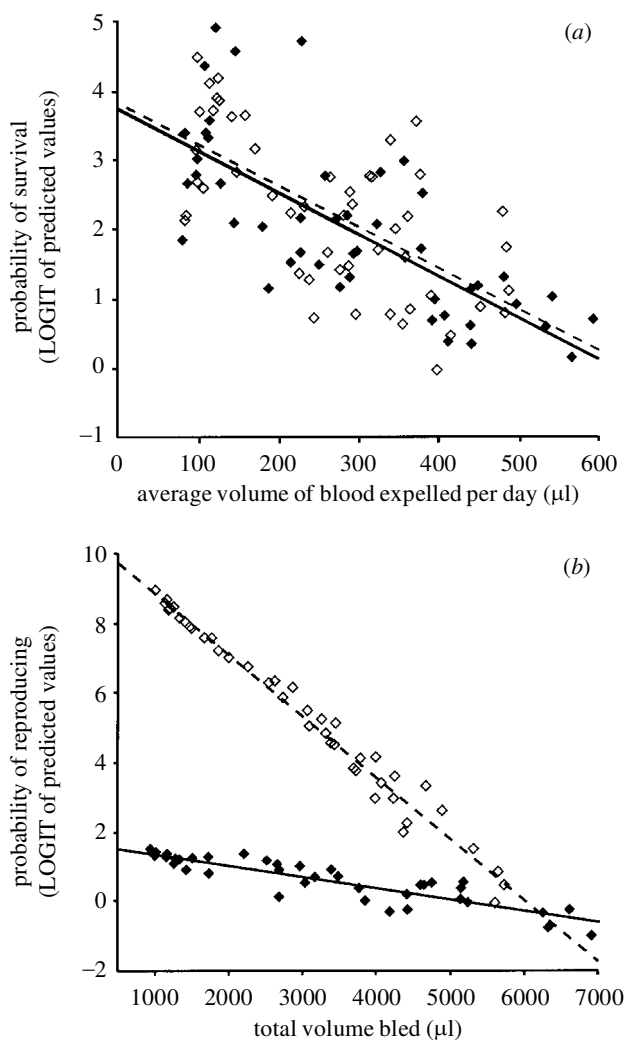 (a)
probability of survival
(LOGIT of predicted values)
5
4
3
2
1
0
−1
0 100 200 300 400 500 600
average volume of blood expelled per day (µl)
(b)
probability of reproducing
(LOGIT of predicted values)
10
8
6
4
2
0
−2
1000 2000 3000 4000 5000 6000 7000
total volume bled (µl)